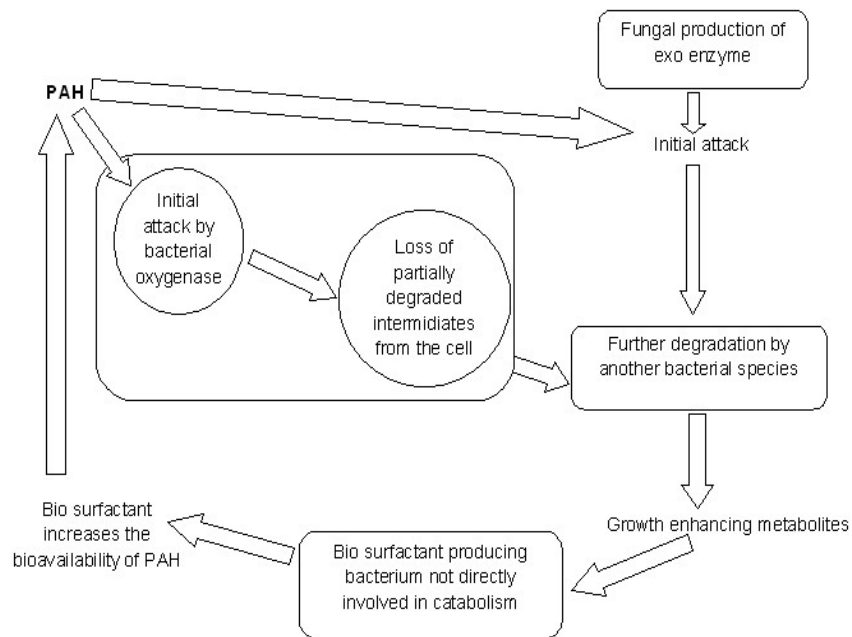 Fungal production of
exo enzyme
PAH
Initial attack
Initial
attack by
bacterial
oxygenase
Loss of
partially
degraded
intermidiates
from the cell
Further degradation by
another bacterial species
Growth enhancing metabolites
Bio surfactant producing
bacterium not directly
involved in catabolism
Bio surfactant
increases the
bioavailability of PAH